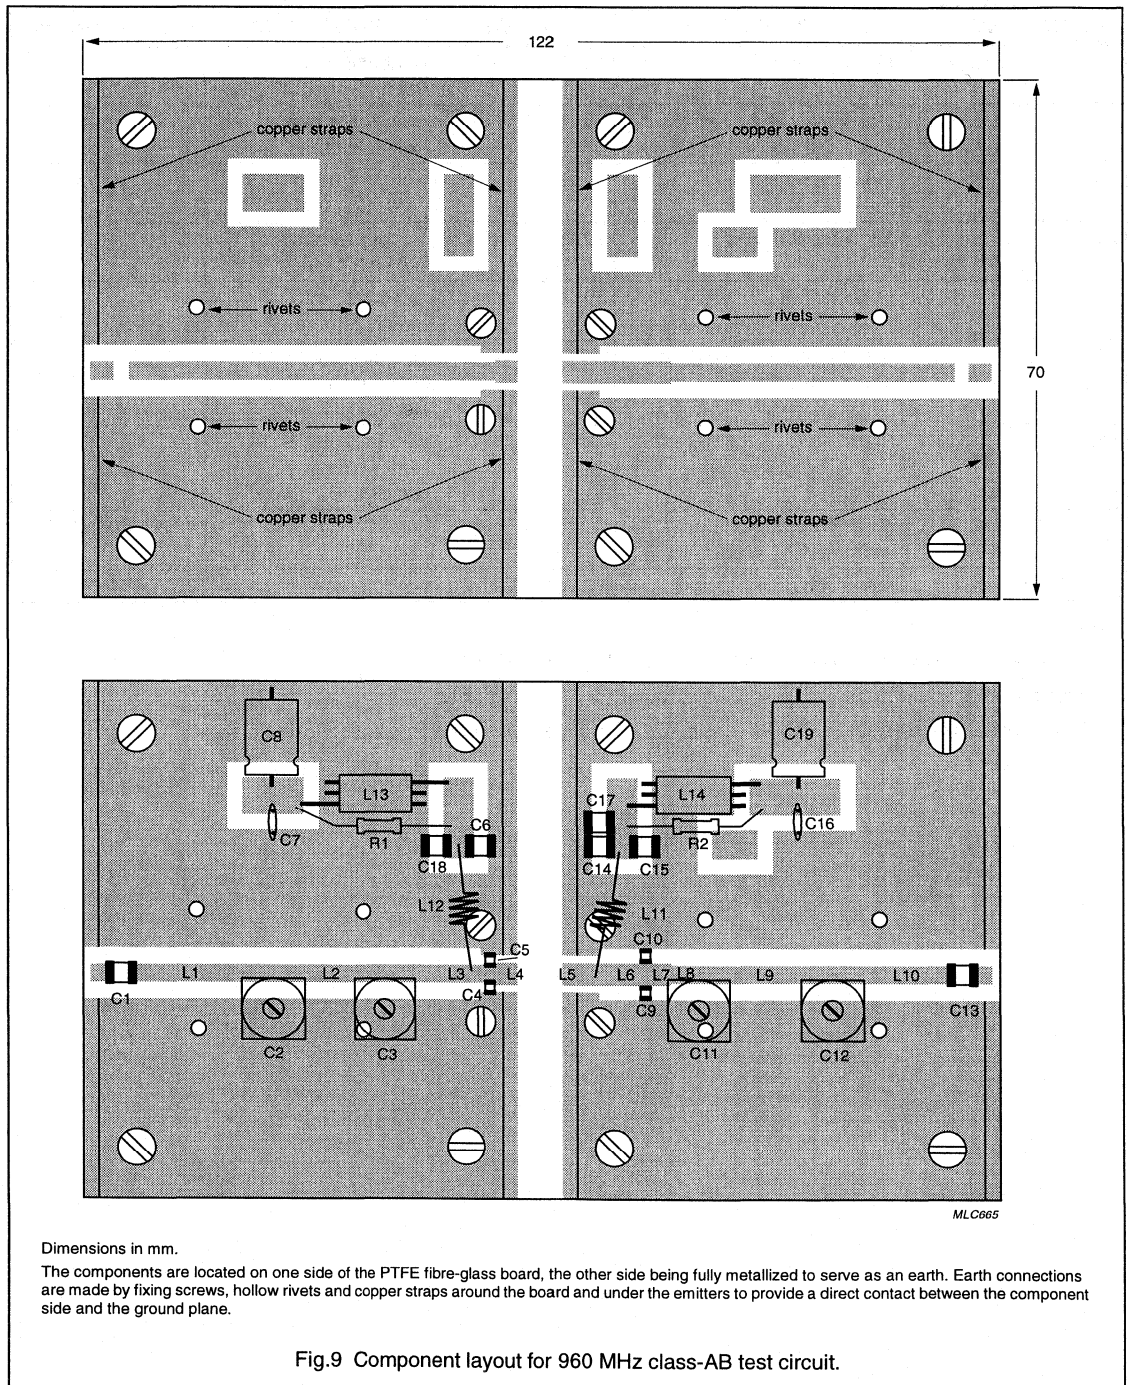 122
copper straps
copper straps
rivets
rivets
70
rivets
rivets
copper straps
copper straps
C8
C19
L13
L14
C17
C7
R1
C6
R2
C16
C18
C14
C15
L12
L11
C5
C10
L1
L2
L3
L4
L5
L6
L7
L8
L9
L10
C1
C4
C9
C13
C2
C3
C11
C12
MLC665
Dimensions in mm.
The components are located on one side of the PTFE fibre-glass board, the other side being fully metallized to serve as an earth. Earth connections
are made by fixing screws, hollow rivets and copper straps around the board and under the emitters to provide a direct contact between the component
side and the ground plane.
Fig.9 Component layout for 960 MHz class-AB test circuit.